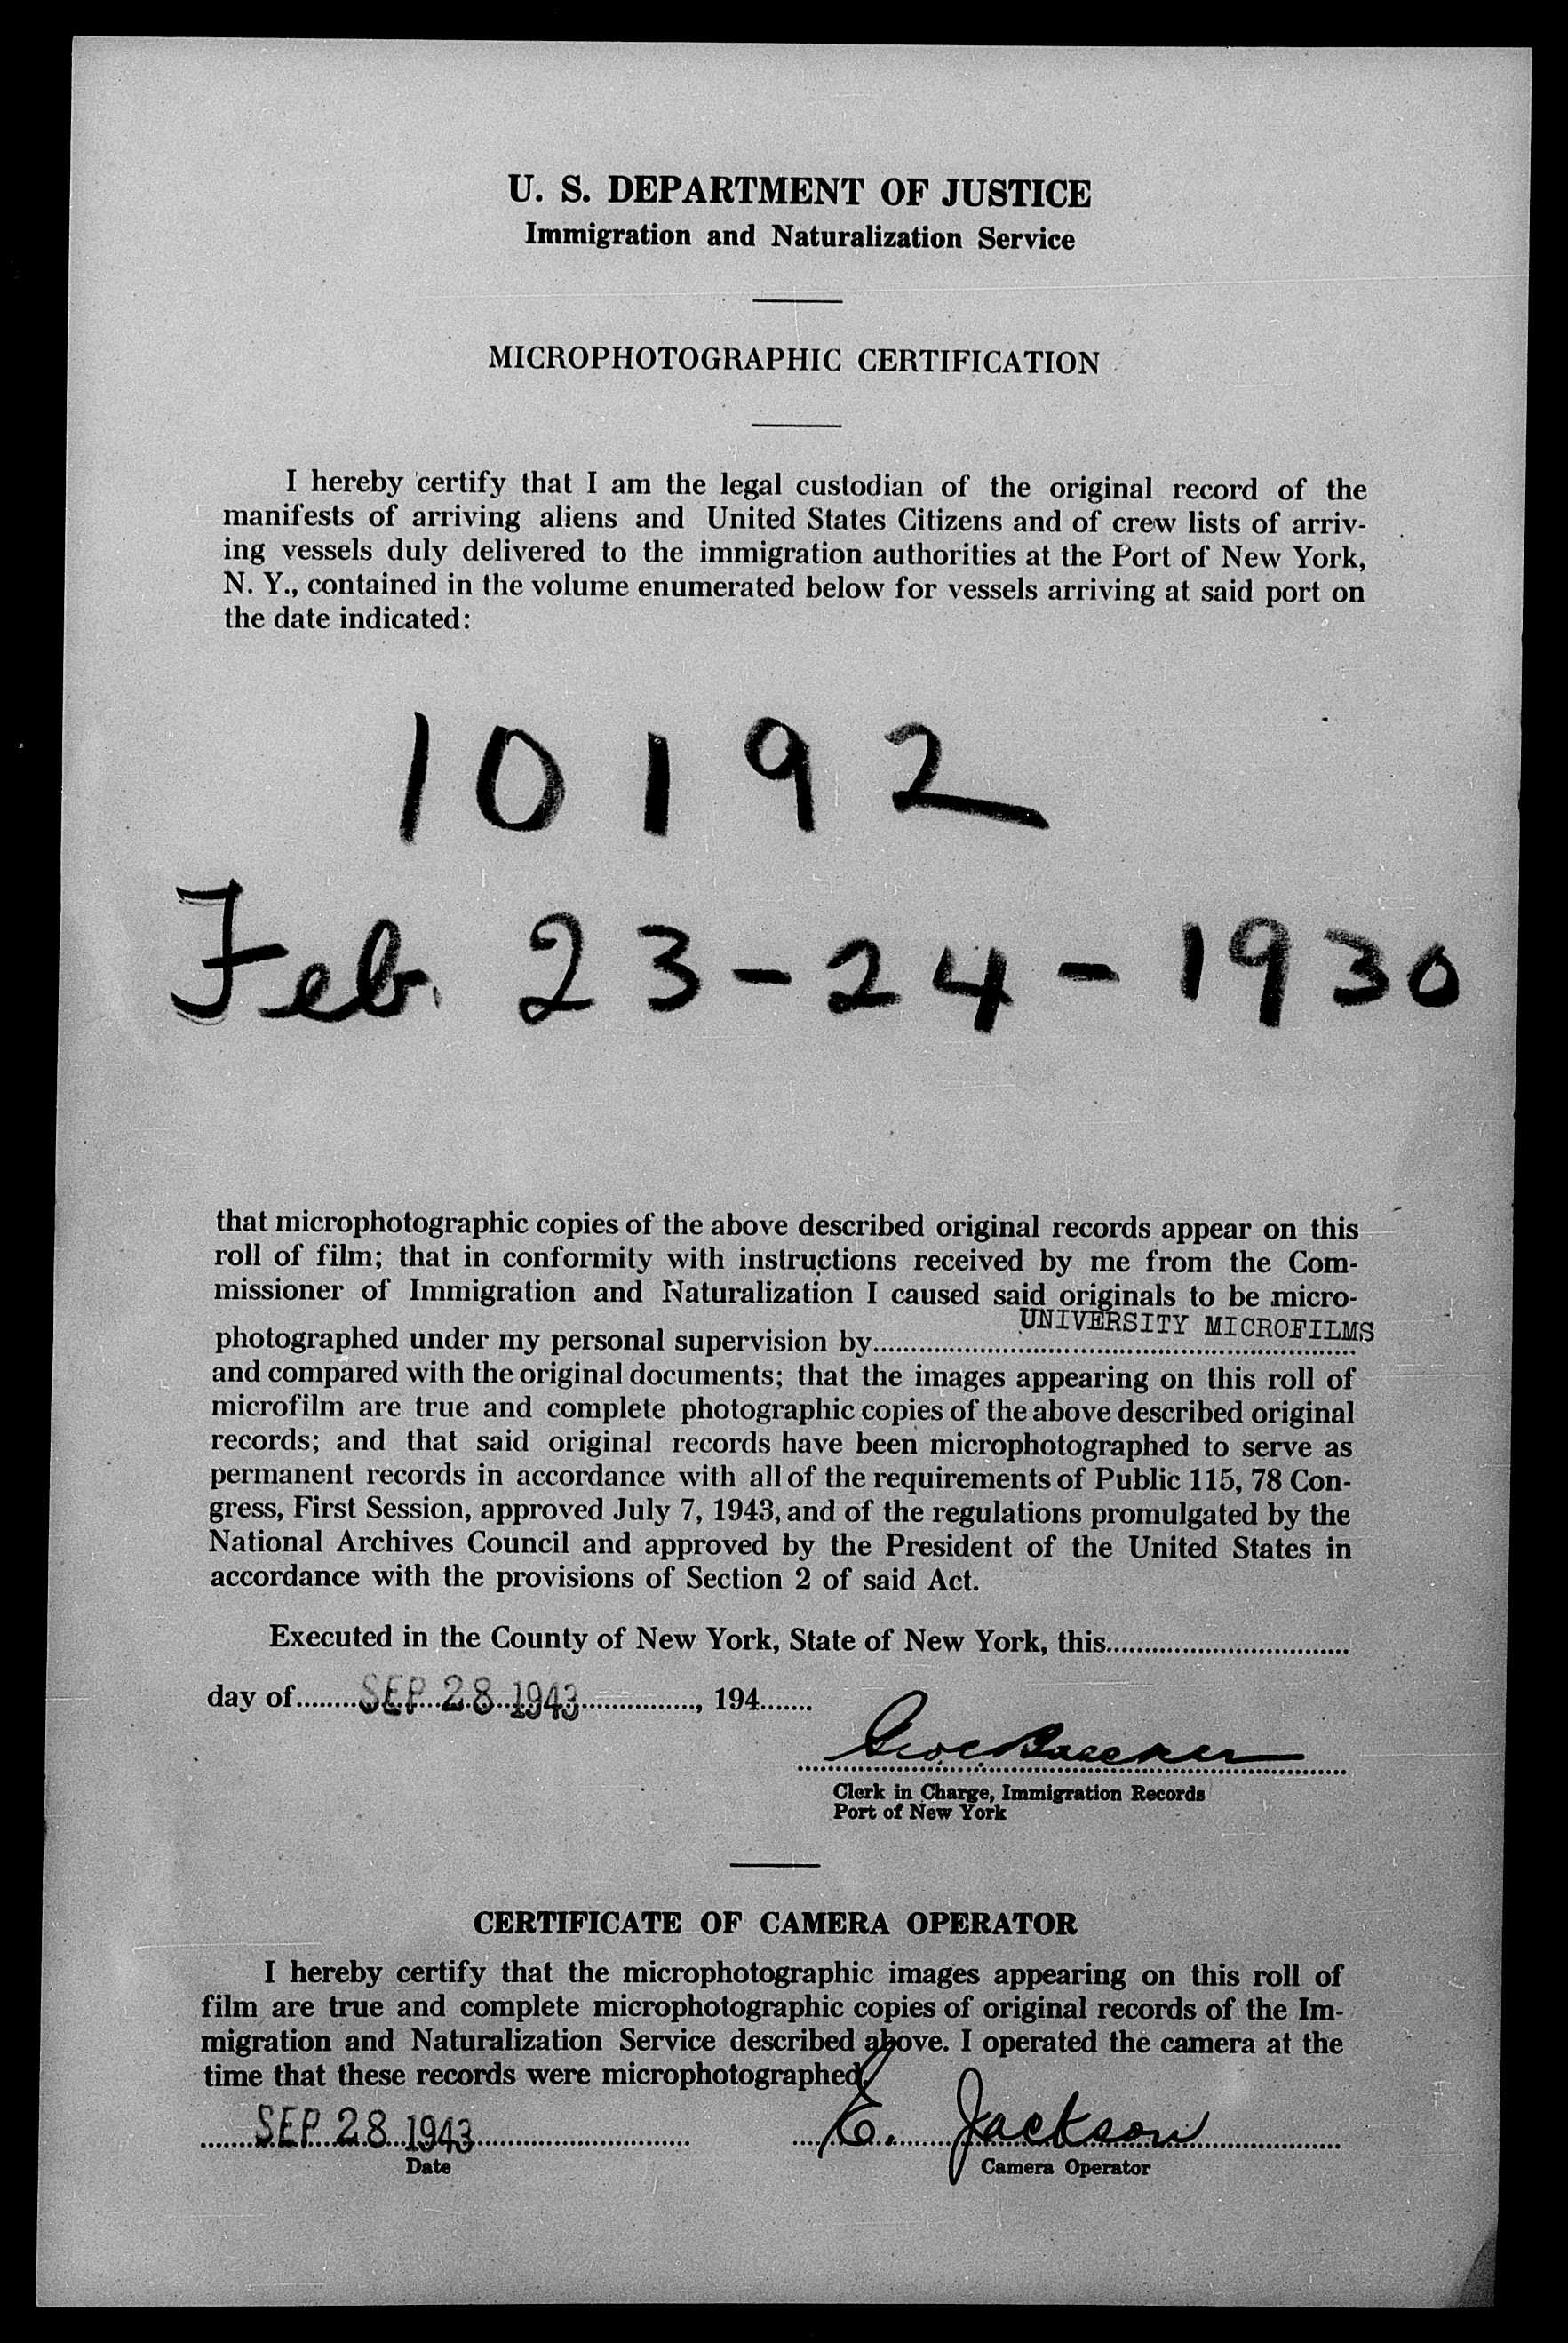 U. S. DEPARTMENT OF JUSTICE
Immigration and Naturalization Service
MICROPHOTOGRAPHIC CERTIFICATION
I hereby certify that I am the legal custodian of the original record of the
manifests of arriving aliens and United States Citizens and of crew lists of arriv-
ing vessels duly delivered to the immigration authorities at the Port of New York,
N. Y., contained in the volume enumerated below for vessels arriving at said port on
the date indicated:
10192
Feb. 23-24-1930
that microphotographic copies of the above described original records appear on this
roll of film; that in conformity with instructions received by me from the Com-
missioner of Immigration and Naturalization I caused said originals to be micro-
UNIVERSITY MICROFILMS
photographed under my personal supervision by
and compared with the original documents; that the images appearing on this roll of
microfilm are true and complete photographic copies of the above described original
records; and that said original records have been microphotographed to serve as
permanent records in accordance with all of the requirements of Public 115, 78 Con-
gress, First Session, approved July 7, 1943, and of the regulations promulgated by the
National Archives Council and approved by the President of the United States in
accordance with the provisions of Section 2 of said Act.
Executed in the County of New York, State of New York, this
day of SEP 28 1943, 194
Clerk in Charge, Immigration Records
Port of New York
CERTIFICATE OF CAMERA OPERATOR
I hereby certify that the microphotographic images appearing on this roll of
film are true and complete microphotographic copies of original records of the Im-
migration and Naturalization Service described above. I operated the camera at the
time that these records were microphotographed.
SEP 28 1943 E. Jackson
Date Camera Operator